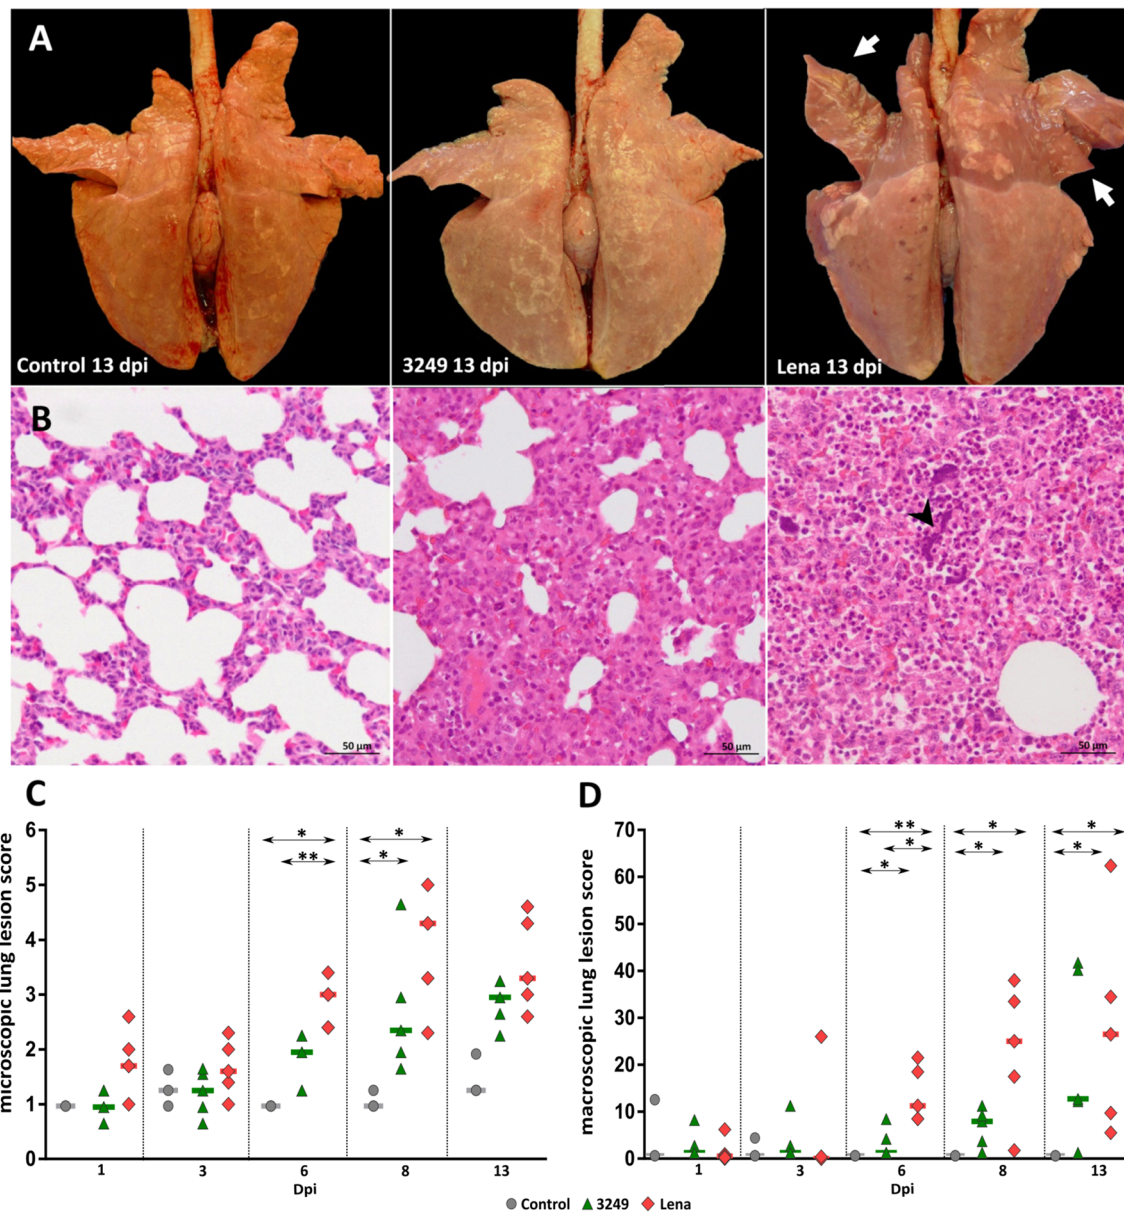 A
Control 13 dpi
3249 13 dpi
Lena 13 dpi
B
50 µm
50 µm
50 µm
C
microscopic lung lesion score
6
5
4
3
2
1
0
* 
**
*
*
1
3
6
8
13
Dpi
D
macroscopic lung lesion score
70
60
50
40
30
20
10
0
**
*
*
*
*
*
*
1
3
6
8
13
Dpi
Control 3249 Lena